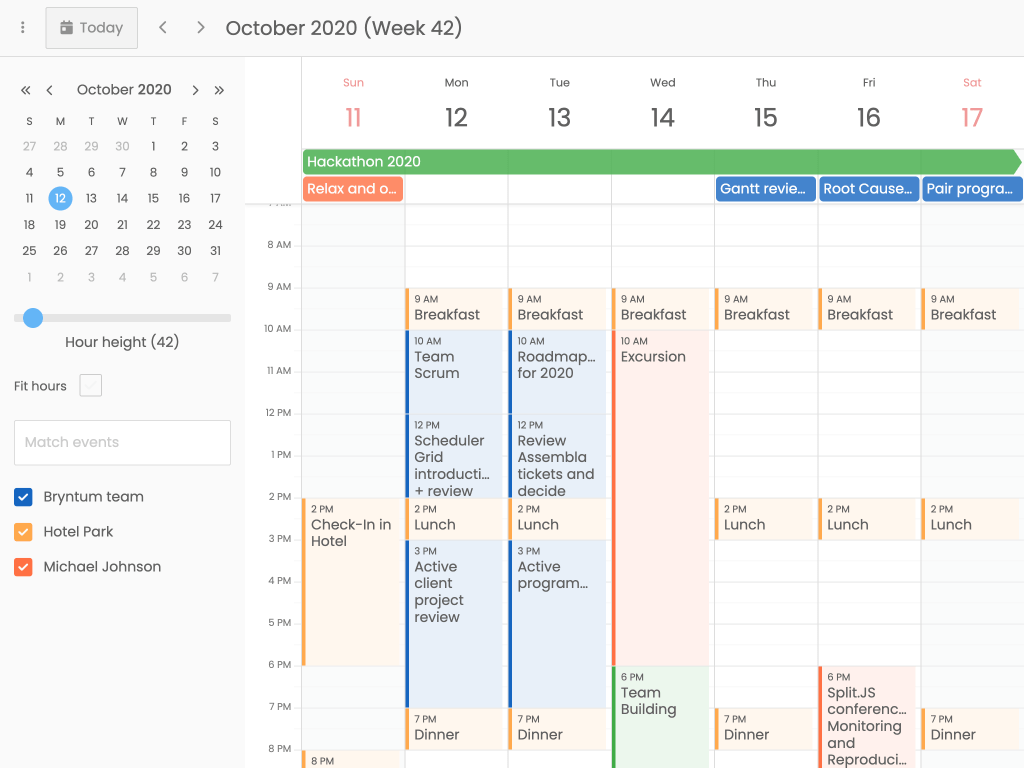 Today
October 2020 (Week 42)
October 2020
S M T W T F S
27 28 29 30 1 2 3
4 5 6 7 8 9 10
11 12 13 14 15 16 17
18 19 20 21 22 23 24
25 26 27 28 29 30 31
1 2 3 4 5 6 7
Hour height (42)
Fit hours
Match events
Bryntum team
Hotel Park
Michael Johnson
Sun Mon Tue Wed Thu Fri Sat
11 12 13 14 15 16 17
Hackathon 2020
Relax and o...
Gantt revie...
Root Cause...
Pair progra...
8 AM
9 AM
10 AM
11 AM
12 PM
1 PM
2 PM
3 PM
4 PM
5 PM
6 PM
7 PM
8 PM
2 PM
Check-In in
Hotel
8 PM
9 AM
Breakfast
10 AM
Team
Scrum
12 PM
Scheduler
Grid
introducti...
+ review
2 PM
Lunch
3 PM
Active
client
project
review
7 PM
Dinner
9 AM
Breakfast
10 AM
Roadmap...
for 2020
12 PM
Review
Assembla
tickets and
decide
2 PM
Lunch
3 PM
Active
program...
7 PM
Dinner
9 AM
Breakfast
10 AM
Excursion
6 PM
Team
Building
9 AM
Breakfast
2 PM
Lunch
7 PM
Dinner
9 AM
Breakfast
2 PM
Lunch
6 PM
Split.JS
conferenc...
Monitoring
and
Reproduci...
9 AM
Breakfast
2 PM
Lunch
7 PM
Dinner